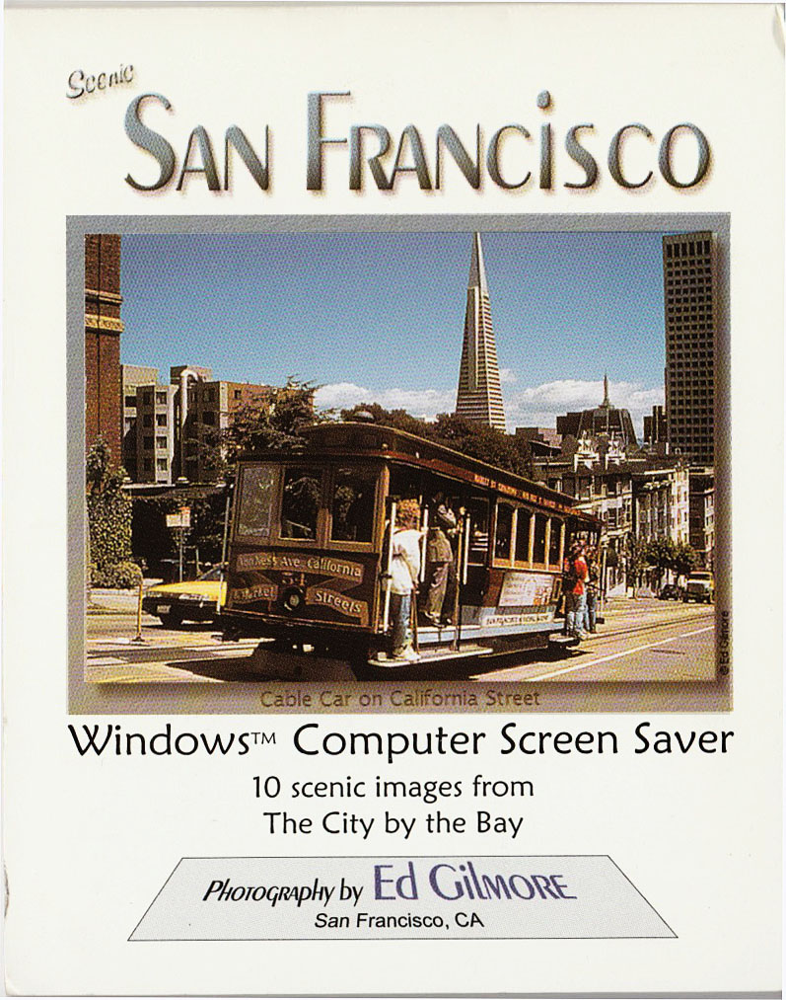 Scenic
SAN FRANCISCO
Van Ness Ave. California
51
& Market Streets
© Ed Gilmore
Cable Car on California Street
Windows™ Computer Screen Saver
10 scenic images from
The City by the Bay
Photography by Ed Gilmore
San Francisco, CA